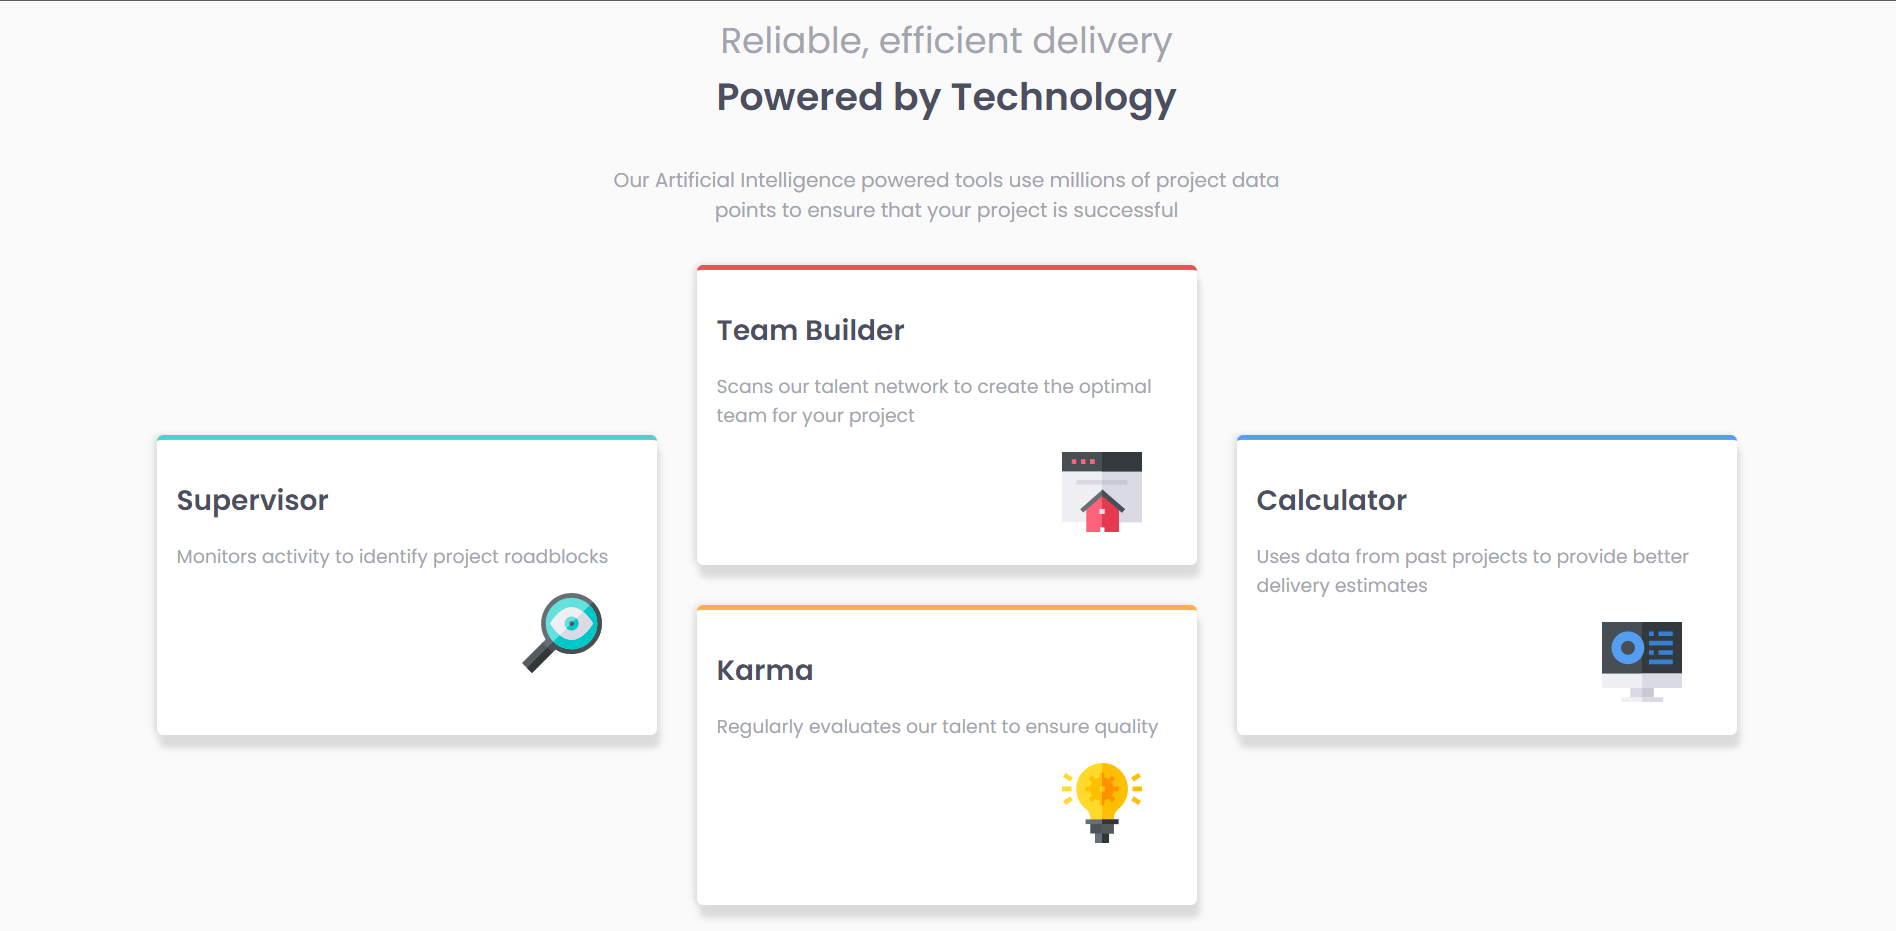 Reliable, efficient delivery
Powered by Technology
Our Artificial Intelligence powered tools use millions of project data
points to ensure that your project is successful
Supervisor
Monitors activity to identify project roadblocks
Team Builder
Scans our talent network to create the optimal
team for your project
Karma
Regularly evaluates our talent to ensure quality
Calculator
Uses data from past projects to provide better
delivery estimates